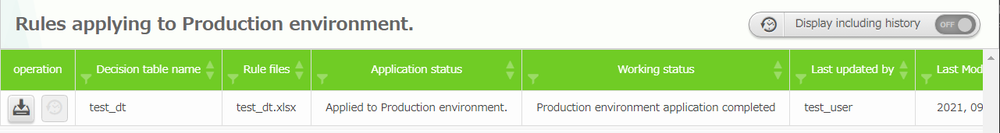 Rules applying to Production environment.
Display including history OFF
operation Decision table name Rule files Application status Working status Last updated by Last Mod
test_dt test_dt.xlsx Applied to Production environment. Production environment application completed test_user 2021, 09